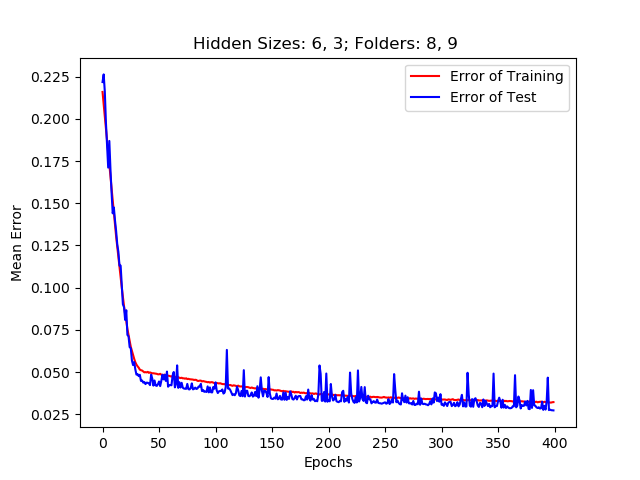 Hidden Sizes: 6, 3; Folders: 8, 9
Error of Training
Error of Test
Mean Error
0.225
0.200
0.175
0.150
0.125
0.100
0.075
0.050
0.025
0 50 100 150 200 250 300 350 400
Epochs